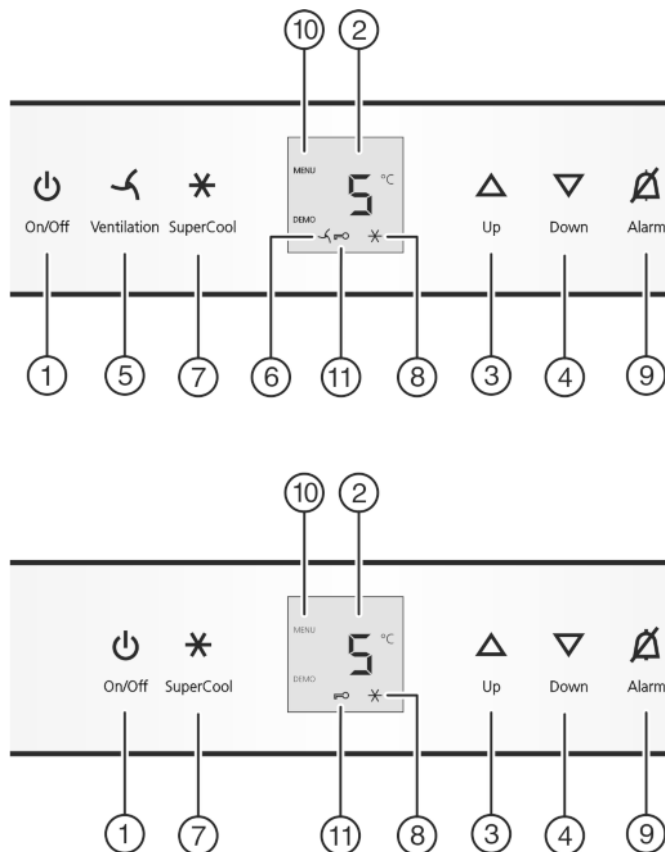 10 2
MENU
5 °C
DEMO
On/Off Ventilation SuperCool Up Down Alarm
1 5 7 6 11 8 3 4 9
10 2
MENU
5 °C
DEMO
On/Off SuperCool Up Down Alarm
1 7 11 8 3 4 9